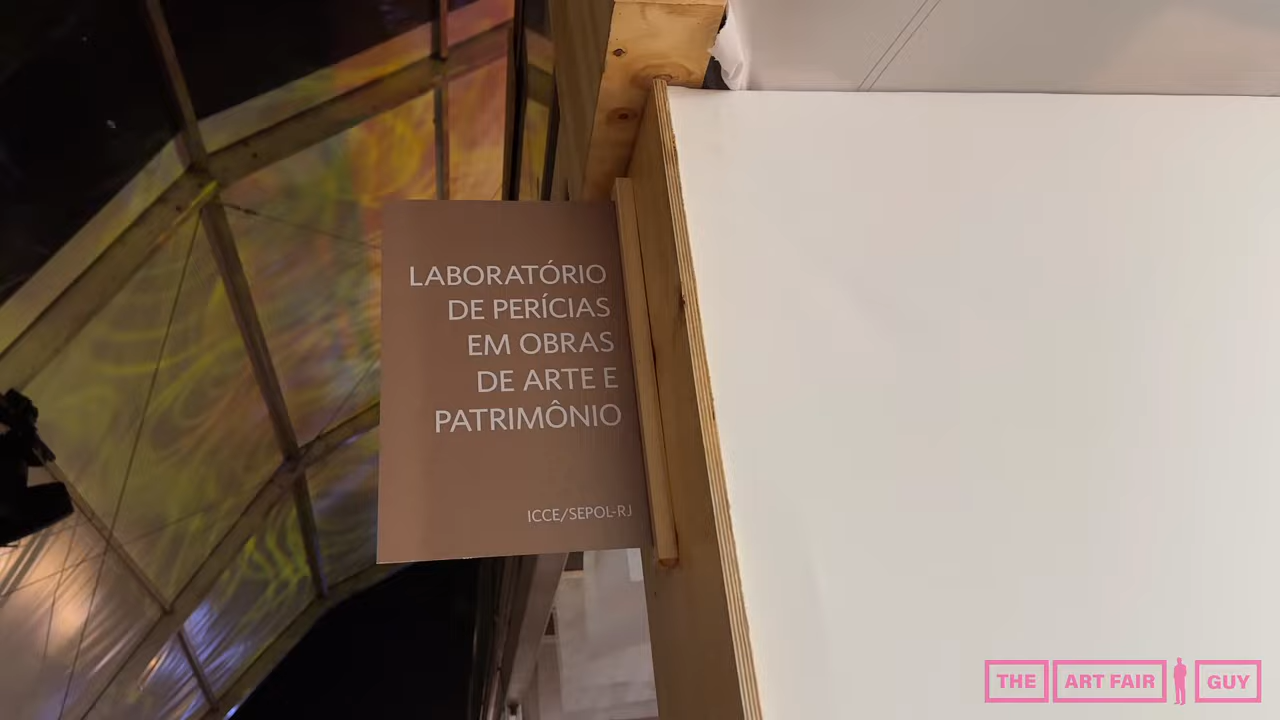 LABORATÓRIO
DE PERÍCIAS
EM OBRAS
DE ARTE E
PATRIMÔNIO
ICCE/SEPOL-RJ
THE ART FAIR GUY